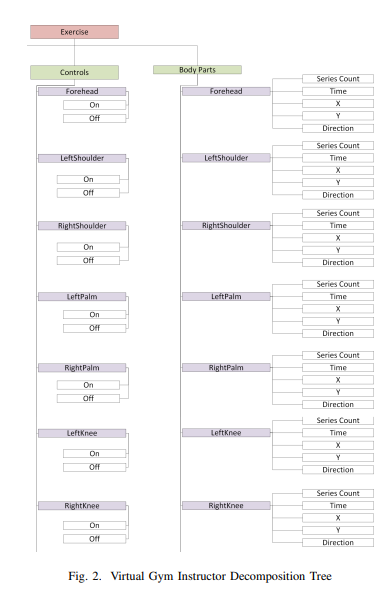 Exercise
Controls
Body Parts
Forehead
On
Off
LeftShoulder
On
Off
RightShoulder
On
Off
LeftPalm
On
Off
RightPalm
On
Off
LeftKnee
On
Off
RightKnee
On
Off
Forehead
Series Count
Time
X
Y
Direction
LeftShoulder
Series Count
Time
X
Y
Direction
RightShoulder
Series Count
Time
X
Y
Direction
LeftPalm
Series Count
Time
X
Y
Direction
RightPalm
Series Count
Time
X
Y
Direction
LeftKnee
Series Count
Time
X
Y
Direction
RightKnee
Series Count
Time
X
Y
Direction
Fig. 2. Virtual Gym Instructor Decomposition Tree